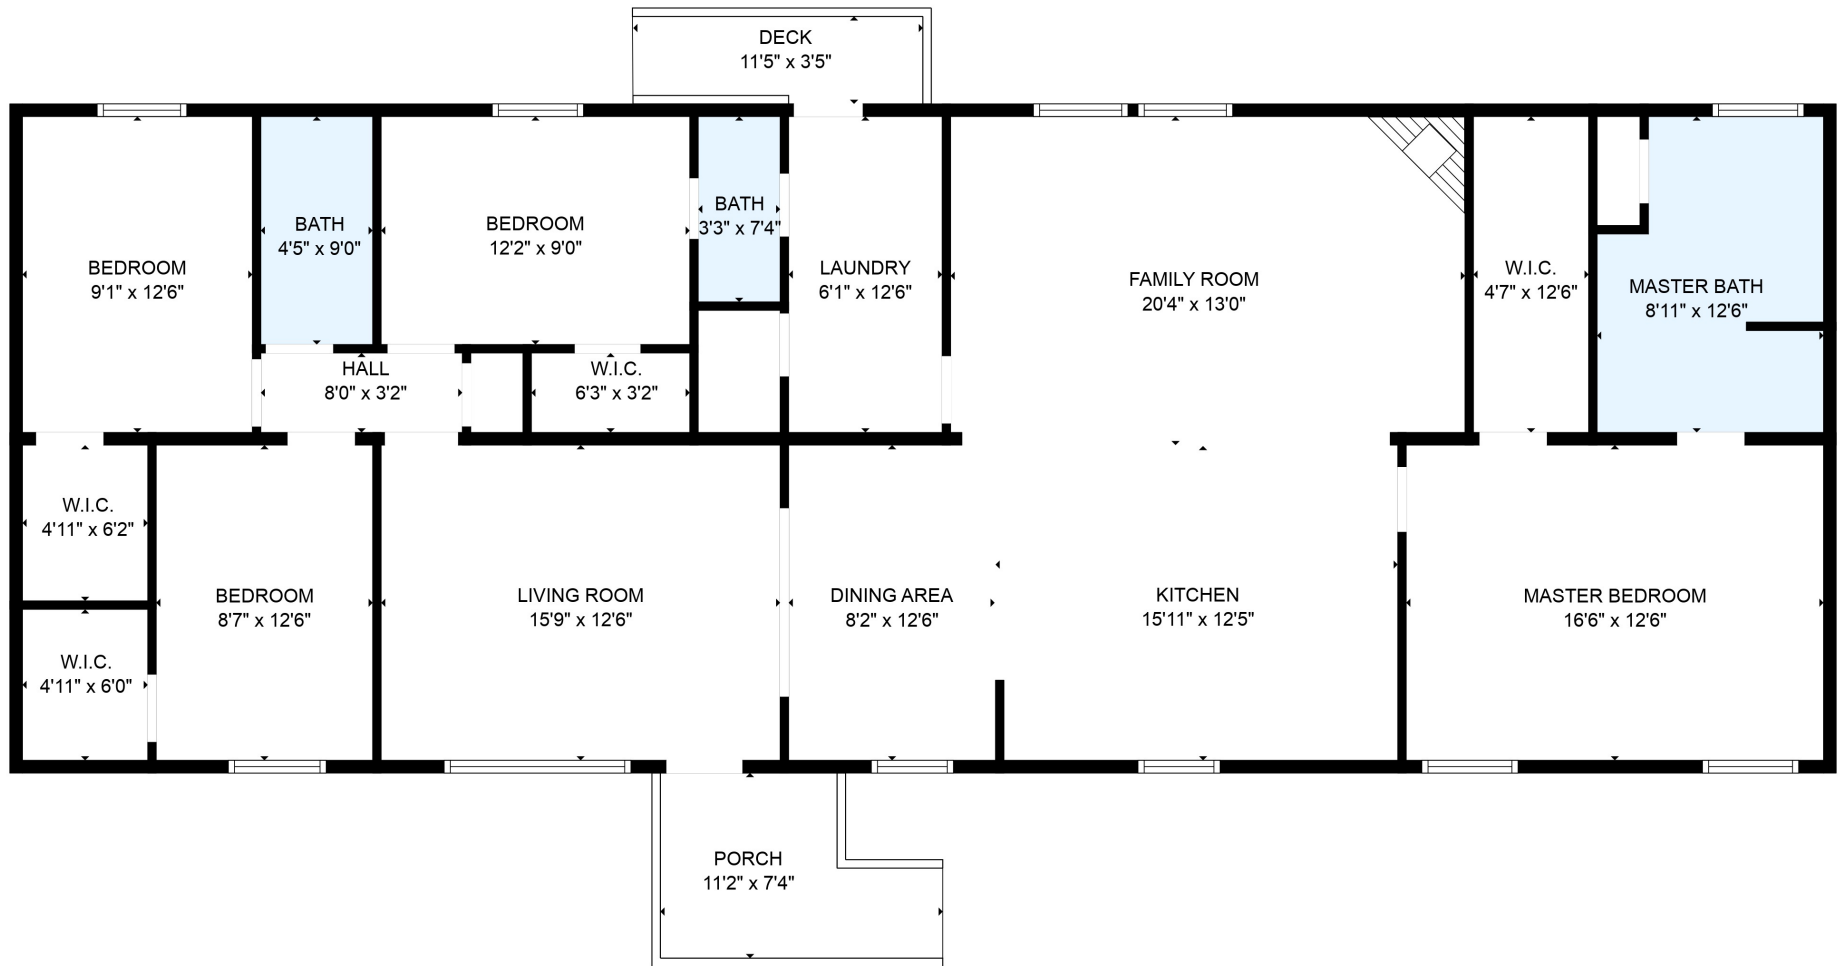 DECK
11'5" x 3'5"
BEDROOM
9'1" x 12'6"
BATH
4'5" x 9'0"
BEDROOM
12'2" x 9'0"
BATH
3'3" x 7'4"
LAUNDRY
6'1" x 12'6"
FAMILY ROOM
20'4" x 13'0"
W.I.C.
4'7" x 12'6"
MASTER BATH
8'11" x 12'6"
HALL
8'0" x 3'2"
W.I.C.
6'3" x 3'2"
W.I.C.
4'11" x 6'2"
BEDROOM
8'7" x 12'6"
LIVING ROOM
15'9" x 12'6"
DINING AREA
8'2" x 12'6"
KITCHEN
15'11" x 12'5"
MASTER BEDROOM
16'6" x 12'6"
W.I.C.
4'11" x 6'0"
PORCH
11'2" x 7'4"